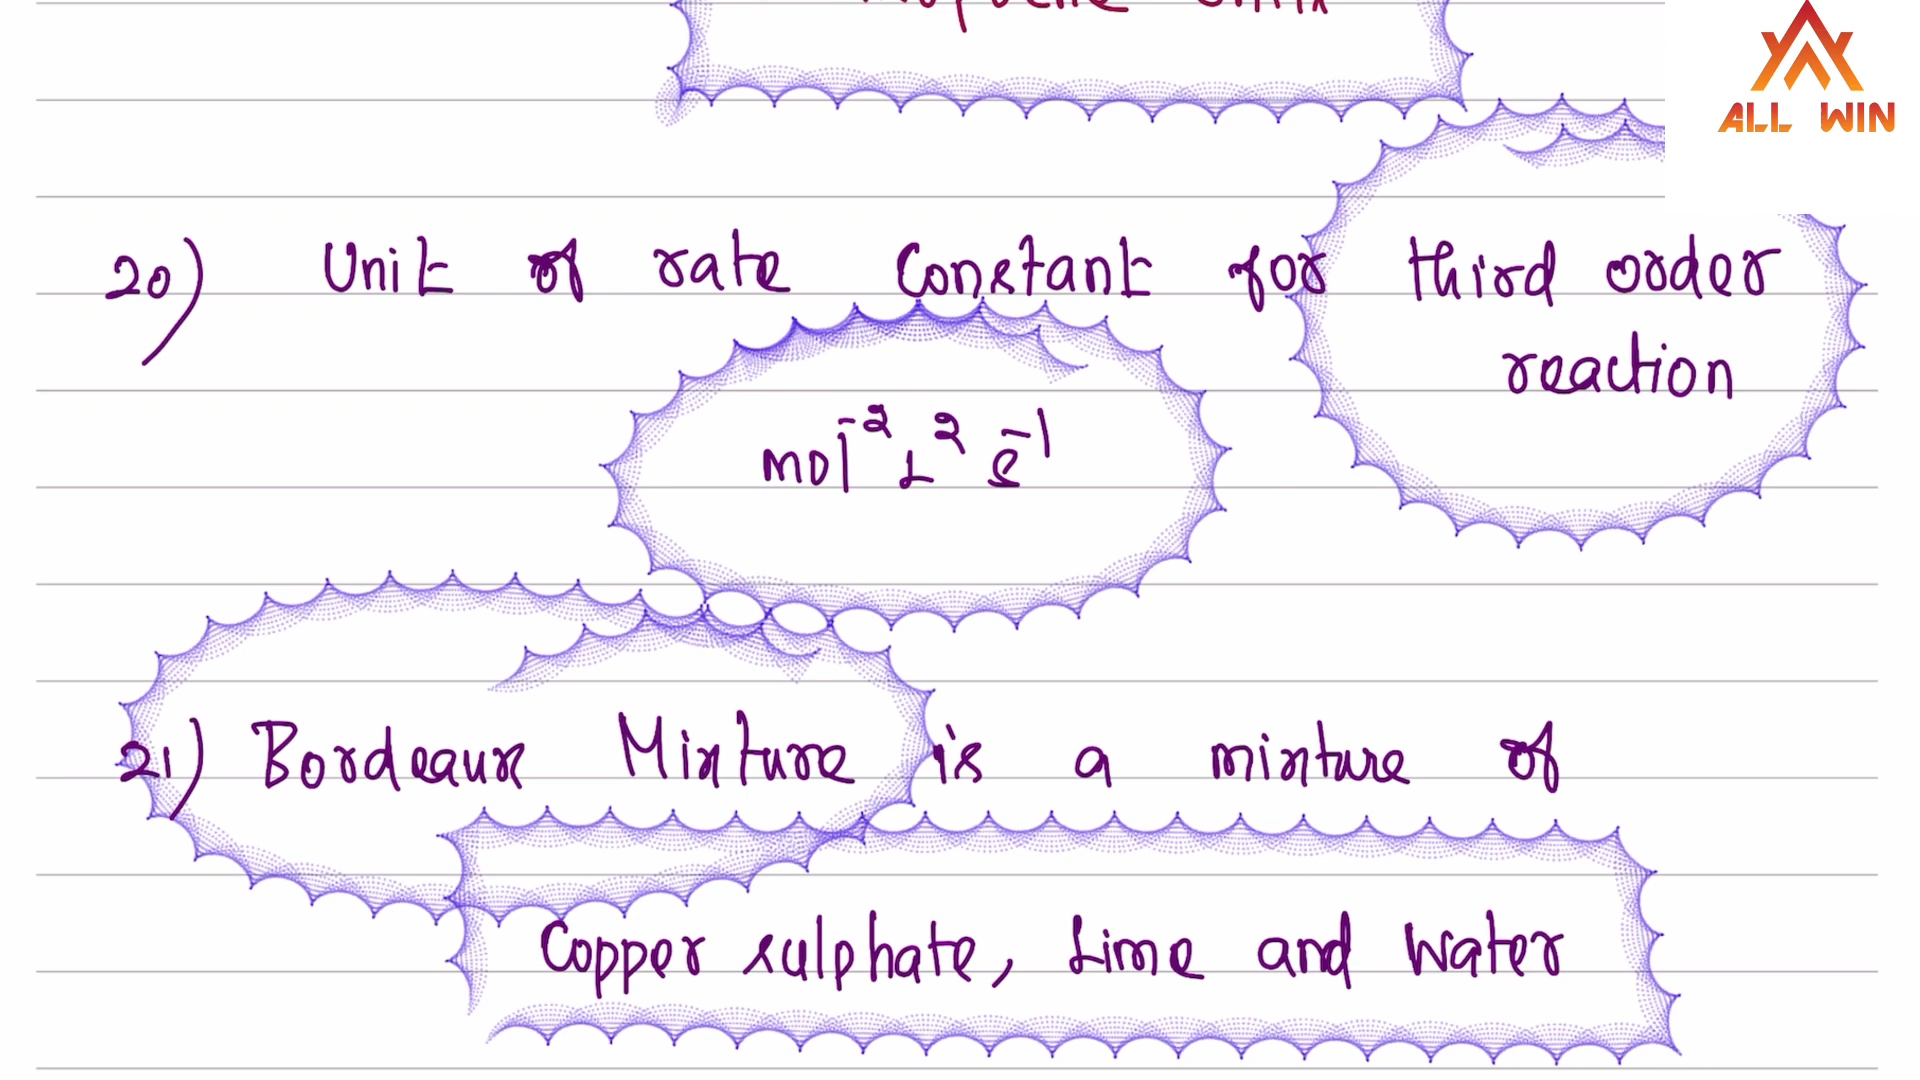 ALL WIN
20) Unit of rate constant for third order
reaction
mol⁻² L² s⁻¹
21) Bordeaux Mixture is a mixture of
Copper sulphate, Lime and water